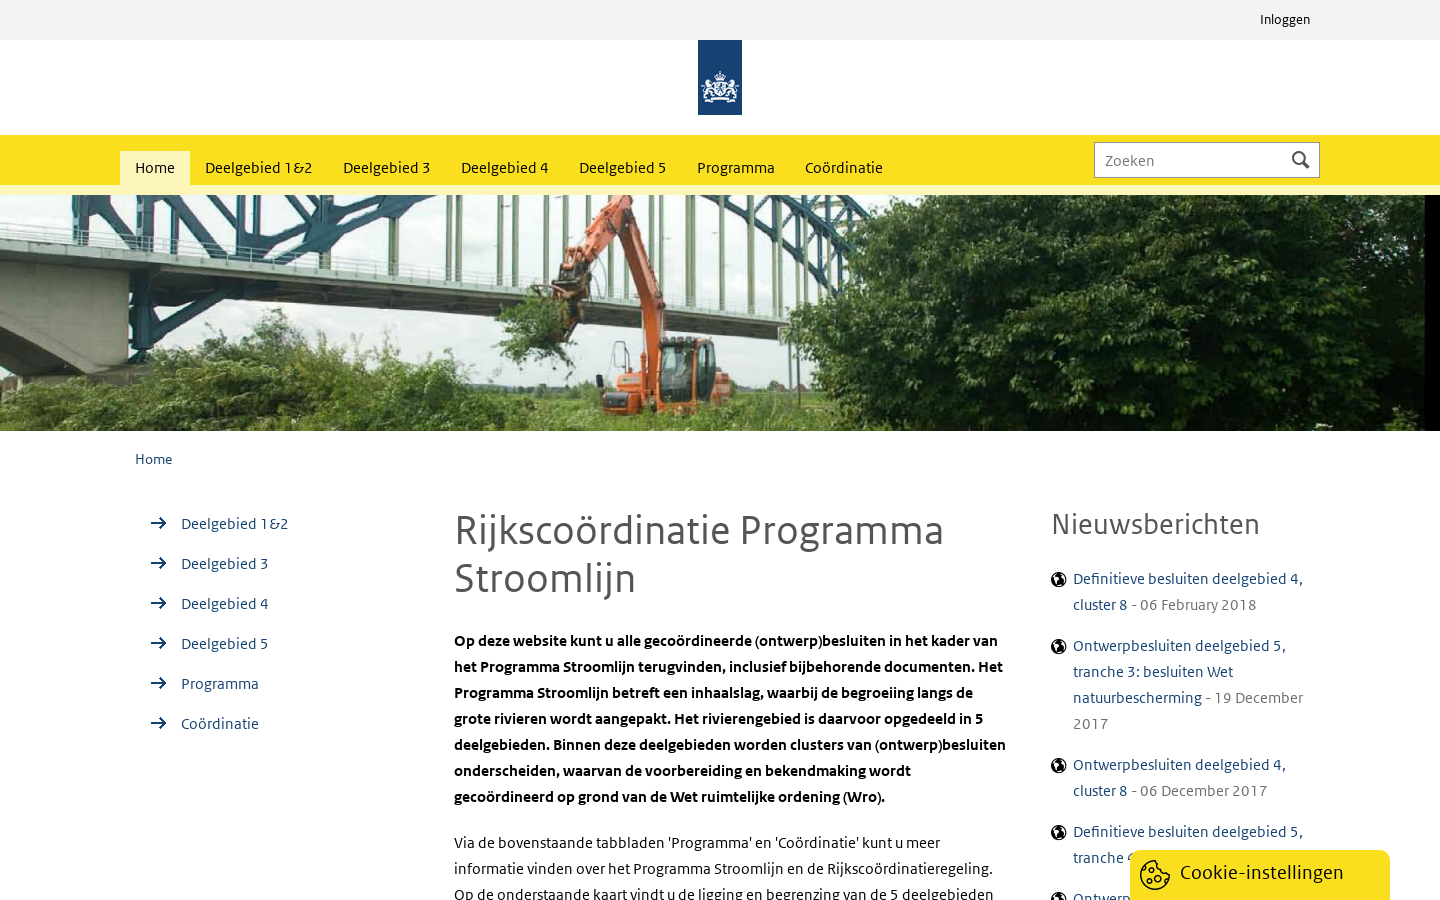 Inloggen
Home
Deelgebied 1&2
Deelgebied 3
Deelgebied 4
Deelgebied 5
Programma
Coördinatie
Zoeken
Home
Deelgebied 1&2
Deelgebied 3
Deelgebied 4
Deelgebied 5
Programma
Coördinatie
Rijkscoördinatie Programma
Stroomlijn
Op deze website kunt u alle gecoördineerde (ontwerp)besluiten in het kader van
het Programma Stroomlijn terugvinden, inclusief bijbehorende documenten. Het
Programma Stroomlijn betreft een inhaalslag, waarbij de begroeiing langs de
grote rivieren wordt aangepakt. Het rivierengebied is daarvoor opgedeeld in 5
deelgebieden. Binnen deze deelgebieden worden clusters van (ontwerp)besluiten
onderscheiden, waarvan de voorbereiding en bekendmaking wordt
gecoördineerd op grond van de Wet ruimtelijke ordening (Wro).
Via de bovenstaande tabbladen 'Programma' en 'Coördinatie' kunt u meer
informatie vinden over het Programma Stroomlijn en de Rijkscoördinatieregeling.
Op de onderstaande kaart vindt u de ligging en begrenzing van de 5 deelgebieden
Nieuwsberichten
Definitieve besluiten deelgebied 4,
cluster 8 - 06 February 2018
Ontwerpbesluiten deelgebied 5,
tranche 3: besluiten Wet
natuurbescherming - 19 December
2017
Ontwerpbesluiten deelgebied 4,
cluster 8 - 06 December 2017
Definitieve besluiten deelgebied 5,
tranche
Cookie-instellingen